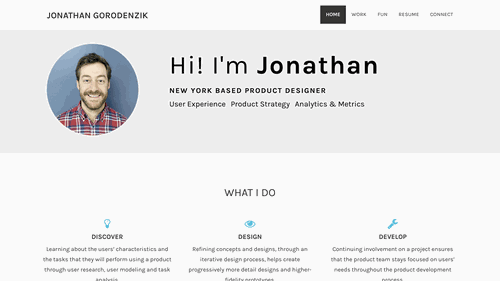 JONATHAN GORODENZIK
HOME WORK FUN RESUME CONNECT
Hi! I'm Jonathan
NEW YORK BASED PRODUCT DESIGNER
User Experience Product Strategy Analytics & Metrics
WHAT I DO
DISCOVER
Learning about the users' characteristics and
the tasks that they will perform using a product
through user research, user modeling and task
analysis.
DESIGN
Refining concepts and designs, through an
iterative design process, helps create
progressively more detail designs and higher-
fidelity prototypes.
DEVELOP
Continuing involvement on a project ensures
that the product team stays focused on users'
needs throughout the product development
process.